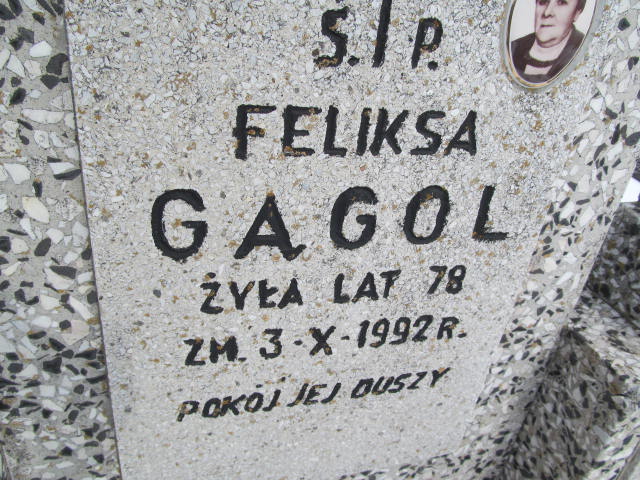 Ś.†P.
FELIKSA
GAGOL
ŻYŁA LAT 78
ZM. 3-X-1992 R.
POKÓJ JEJ DUSZY